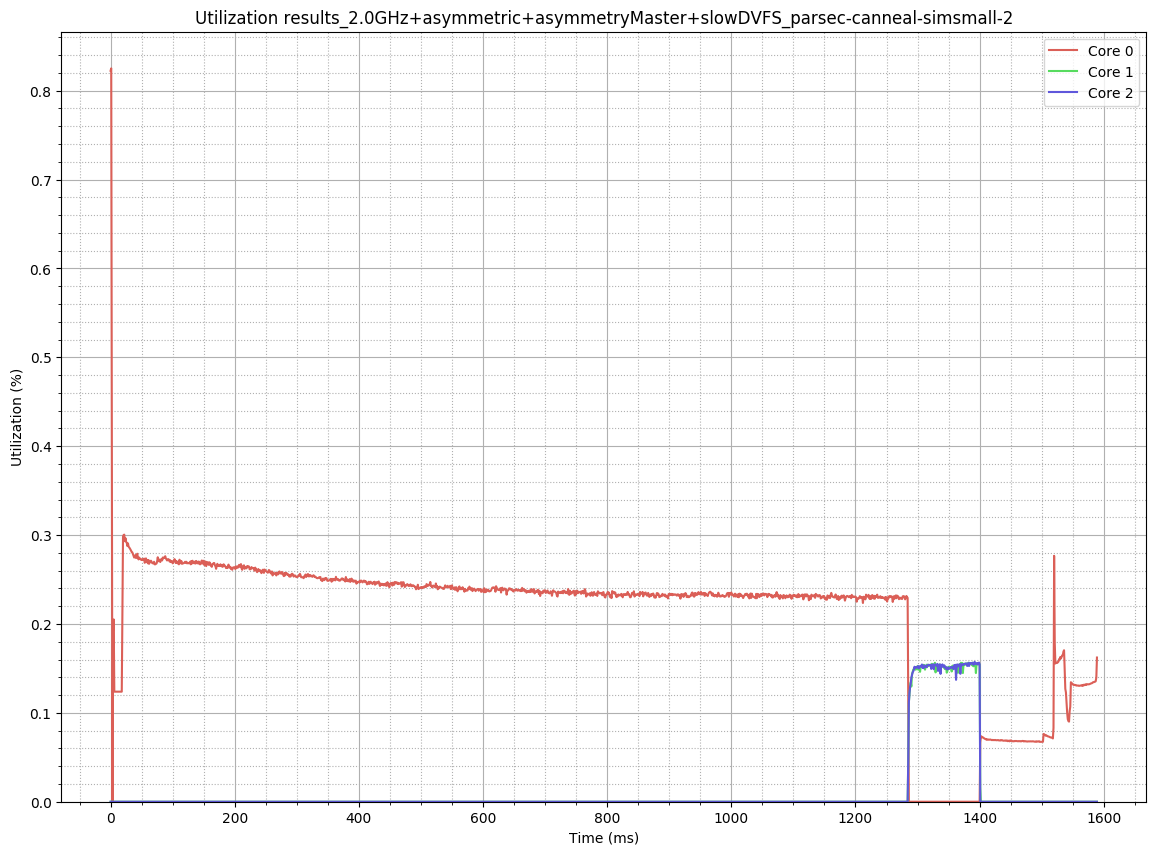 Utilization results_2.0GHz+asymmetric+asymmetryMaster+slowDVFS_parsec-canneal-simsmall-2
Core 0
Core 1
Core 2
Utilization (%)
0.8
0.7
0.6
0.5
0.4
0.3
0.2
0.1
0.0
0 200 400 600 800 1000 1200 1400 1600
Time (ms)